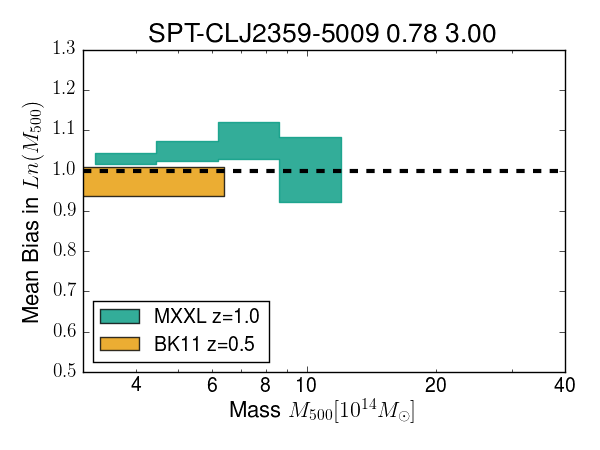 SPT-CLJ2359-5009 0.78 3.00
1.3
1.2
1.1
1.0
0.9
0.8
0.7
0.6
0.5
Mean Bias in Ln(M500)
MXXL z=1.0
BK11 z=0.5
4 6 8 10 20 40
Mass M500[10^14 M⊙]